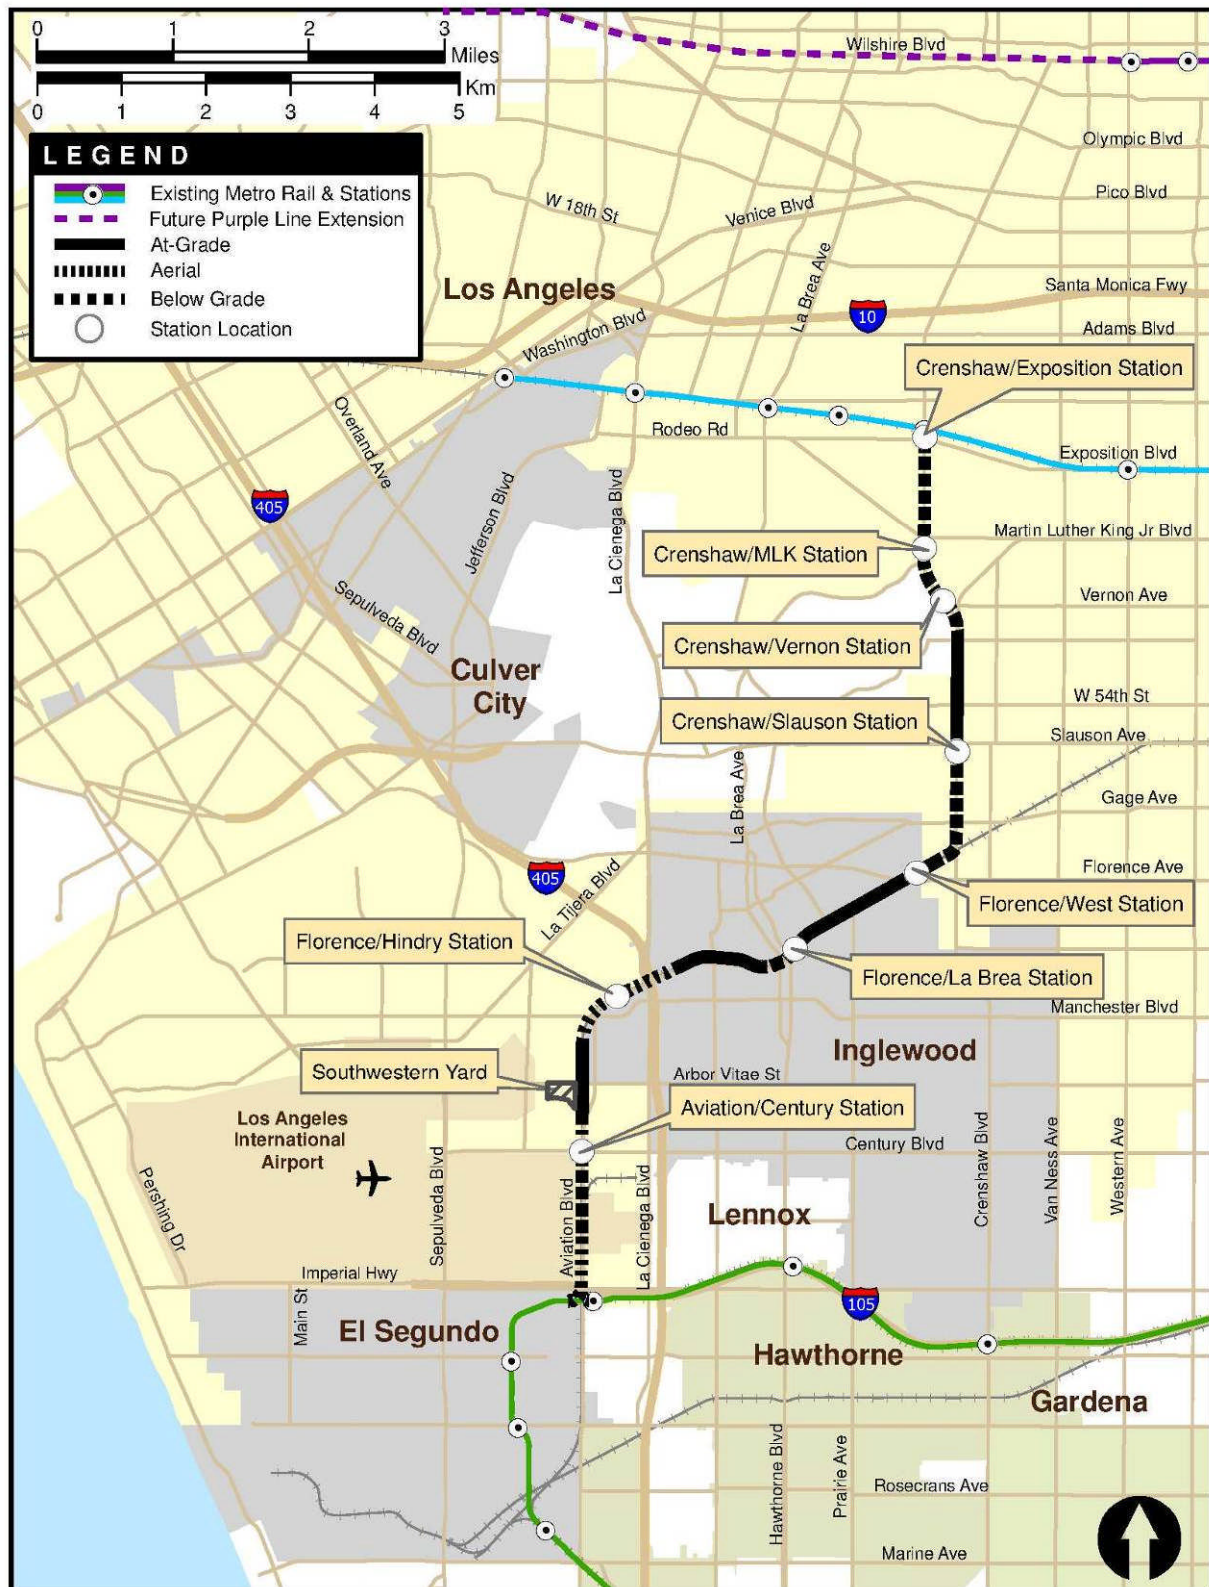 0 1 2 3
Miles
Km
0 1 2 3 4 5
LEGEND
Existing Metro Rail & Stations
Future Purple Line Extension
At-Grade
Aerial
Below Grade
Station Location
Wilshire Blvd
Olympic Blvd
Pico Blvd
W 18th St
Venice Blvd
La Brea Ave
Santa Monica Fwy
Los Angeles
10
Washington Blvd
Adams Blvd
Crenshaw/Exposition Station
Overland Ave
Rodeo Rd
Exposition Blvd
405
Jefferson Blvd
La Cienega Blvd
Martin Luther King Jr Blvd
Crenshaw/MLK Station
Sepulveda Blvd
Vernon Ave
Crenshaw/Vernon Station
Culver
City
W 54th St
Crenshaw/Slauson Station
Slauson Ave
La Brea Ave
Gage Ave
405
La Tijera Blvd
Florence Ave
Florence/West Station
Florence/Hindry Station
Florence/La Brea Station
Manchester Blvd
Inglewood
Southwestern Yard
Arbor Vitae St
Aviation/Century Station
Los Angeles
International
Airport
Century Blvd
Pershing Dr
Sepulveda Blvd
Aviation Blvd
La Cienega Blvd
Crenshaw Blvd
Van Ness Ave
Western Ave
Lennox
Imperial Hwy
Main St
105
El Segundo
Hawthorne
Gardena
Hawthorne Blvd
Prairie Ave
Rosecrans Ave
Marine Ave